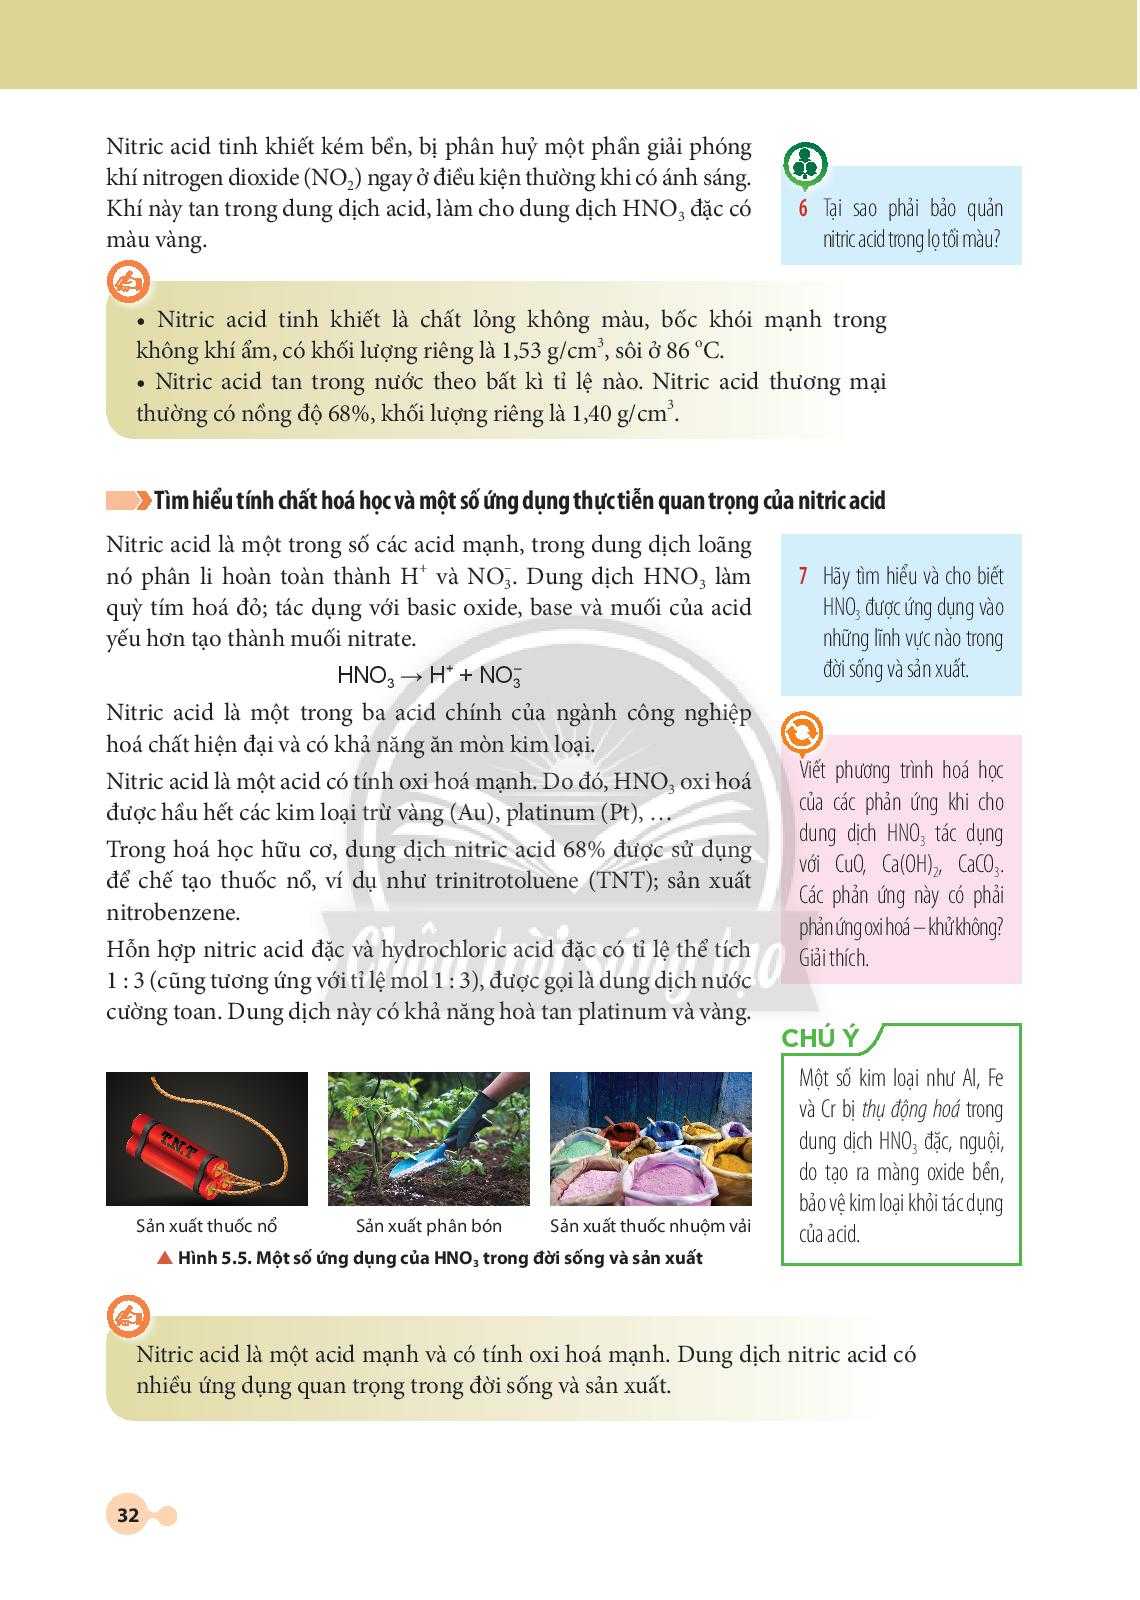 Nitric acid tinh khiết kém bền, bị phân huỷ một phần giải phóng
khí nitrogen dioxide (NO₂) ngay ở điều kiện thường khi có ánh sáng.
Khí này tan trong dung dịch acid, làm cho dung dịch HNO₃ đặc có
màu vàng.
6 Tại sao phải bảo quản
nitric acid trong lọ tối màu?
• Nitric acid tinh khiết là chất lỏng không màu, bốc khói mạnh trong
không khí ẩm, có khối lượng riêng là 1,53 g/cm³, sôi ở 86 °C.
• Nitric acid tan trong nước theo bất kì tỉ lệ nào. Nitric acid thương mại
thường có nồng độ 68%, khối lượng riêng là 1,40 g/cm³.
Tìm hiểu tính chất hoá học và một số ứng dụng thực tiễn quan trọng của nitric acid
Nitric acid là một trong số các acid mạnh, trong dung dịch loãng
nó phân li hoàn toàn thành H⁺ và NO₃⁻. Dung dịch HNO₃ làm
quỳ tím hoá đỏ; tác dụng với basic oxide, base và muối của acid
yếu hơn tạo thành muối nitrate.
HNO₃ → H⁺ + NO₃⁻
Nitric acid là một trong ba acid chính của ngành công nghiệp
hoá chất hiện đại và có khả năng ăn mòn kim loại.
Nitric acid là một acid có tính oxi hoá mạnh. Do đó, HNO₃ oxi hoá
được hầu hết các kim loại trừ vàng (Au), platinum (Pt), …
Trong hoá học hữu cơ, dung dịch nitric acid 68% được sử dụng
để chế tạo thuốc nổ, ví dụ như trinitrotoluene (TNT); sản xuất
nitrobenzene.
Hỗn hợp nitric acid đặc và hydrochloric acid đặc có tỉ lệ thể tích
1 : 3 (cũng tương ứng với tỉ lệ mol 1 : 3), được gọi là dung dịch nước
cường toan. Dung dịch này có khả năng hoà tan platinum và vàng.
Chân trời sáng tạo
7 Hãy tìm hiểu và cho biết
HNO₃ được ứng dụng vào
những lĩnh vực nào trong
đời sống và sản xuất.
Viết phương trình hoá học
của các phản ứng khi cho
dung dịch HNO₃ tác dụng
với CuO, Ca(OH)₂, CaCO₃.
Các phản ứng này có phải
phản ứng oxi hoá – khử không?
Giải thích.
CHÚ Ý
Một số kim loại như Al, Fe
và Cr bị thụ động hoá trong
dung dịch HNO₃ đặc, nguội,
do tạo ra màng oxide bền,
bảo vệ kim loại khỏi tác dụng
của acid.
T.N.T
Sản xuất thuốc nổ
Sản xuất phân bón
Sản xuất thuốc nhuộm vải
▲ Hình 5.5. Một số ứng dụng của HNO₃ trong đời sống và sản xuất
Nitric acid là một acid mạnh và có tính oxi hoá mạnh. Dung dịch nitric acid có
nhiều ứng dụng quan trọng trong đời sống và sản xuất.
32